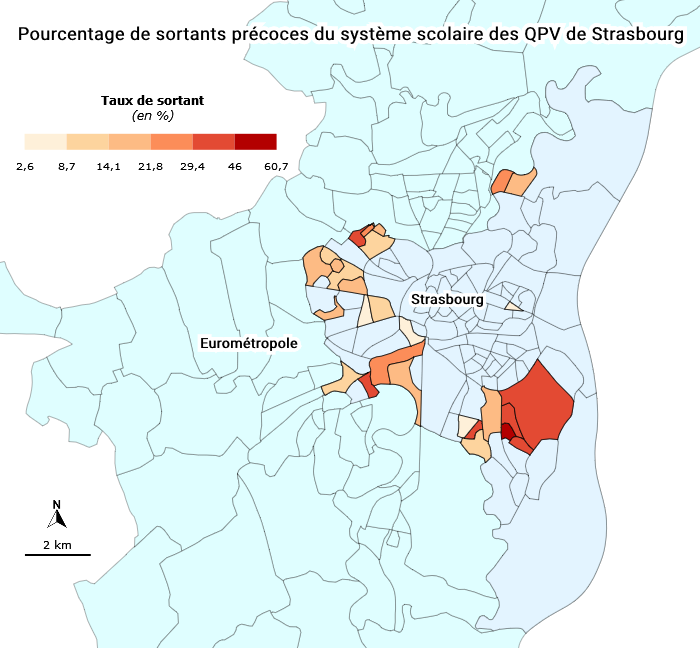 Pourcentage de sortants précoces du système scolaire des QPV de Strasbourg
Taux de sortant
(en %)
2,6 8,7 14,1 21,8 29,4 46 60,7
Strasbourg
Eurométropole
N
2 km